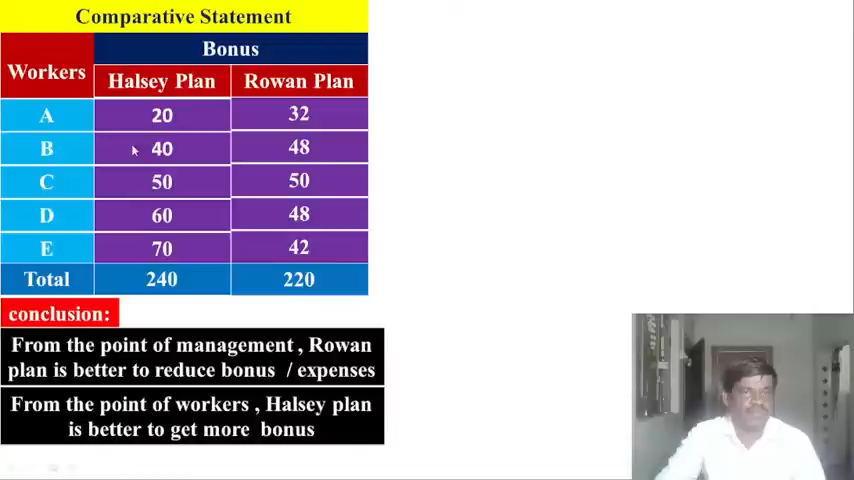 Comparative Statement
Workers Bonus
Halsey Plan Rowan Plan
A 20 32
B 40 48
C 50 50
D 60 48
E 70 42
Total 240 220
conclusion:
From the point of management , Rowan
plan is better to reduce bonus / expenses
From the point of workers , Halsey plan
is better to get more bonus